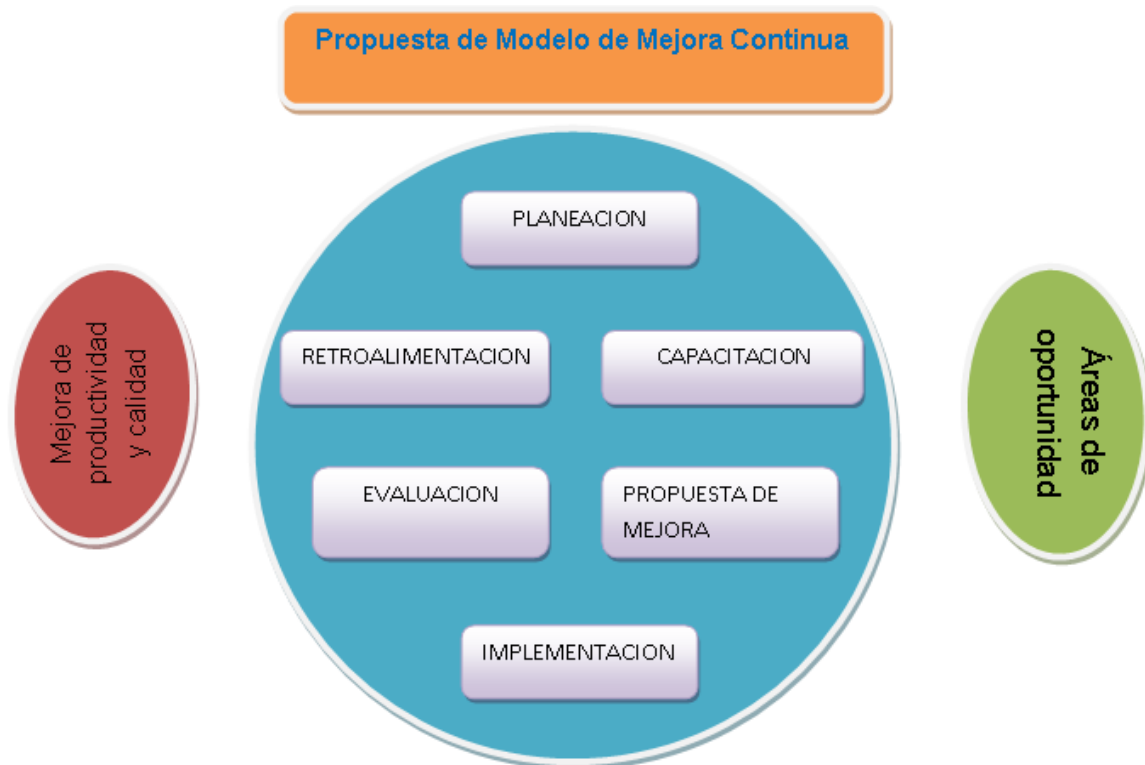 Propuesta de Modelo de Mejora Continua
PLANEACION
RETROALIMENTACION
CAPACITACION
EVALUACION
PROPUESTA DE
MEJORA
IMPLEMENTACION
Mejora de
productividad
y calidad
Áreas de
oportunidad